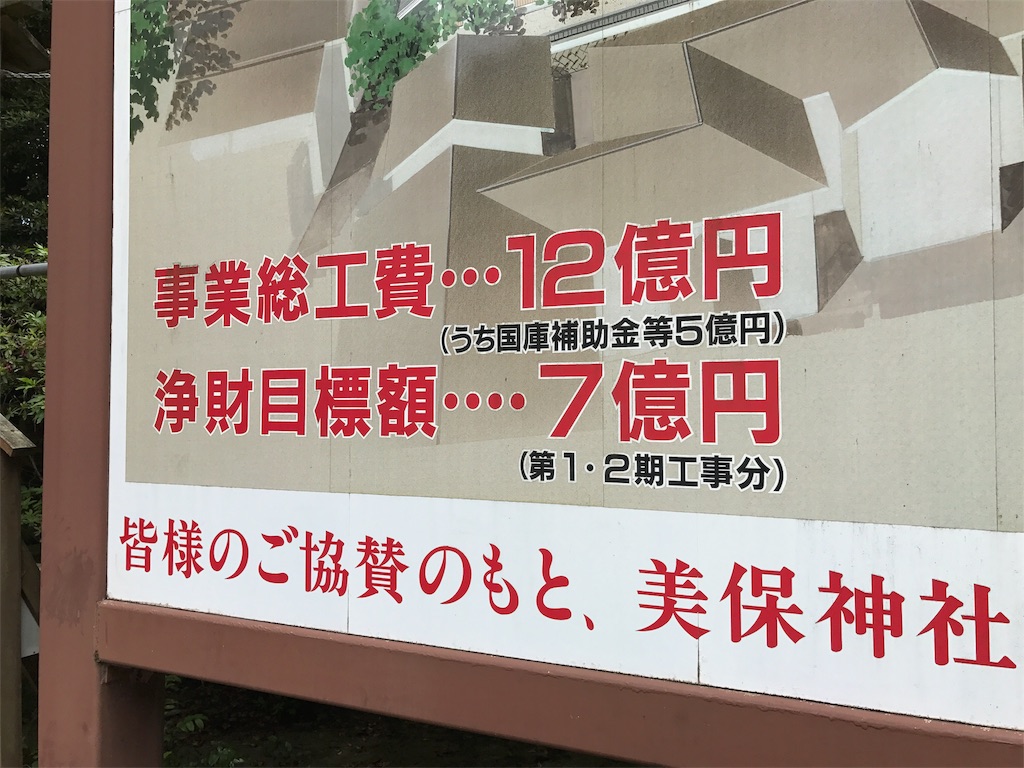 事業総工費‥‥12億円
(うち国庫補助金等5億円)
浄財目標額‥‥7億円
(第1・2期工事分)
皆様のご協賛のもと、美保神社